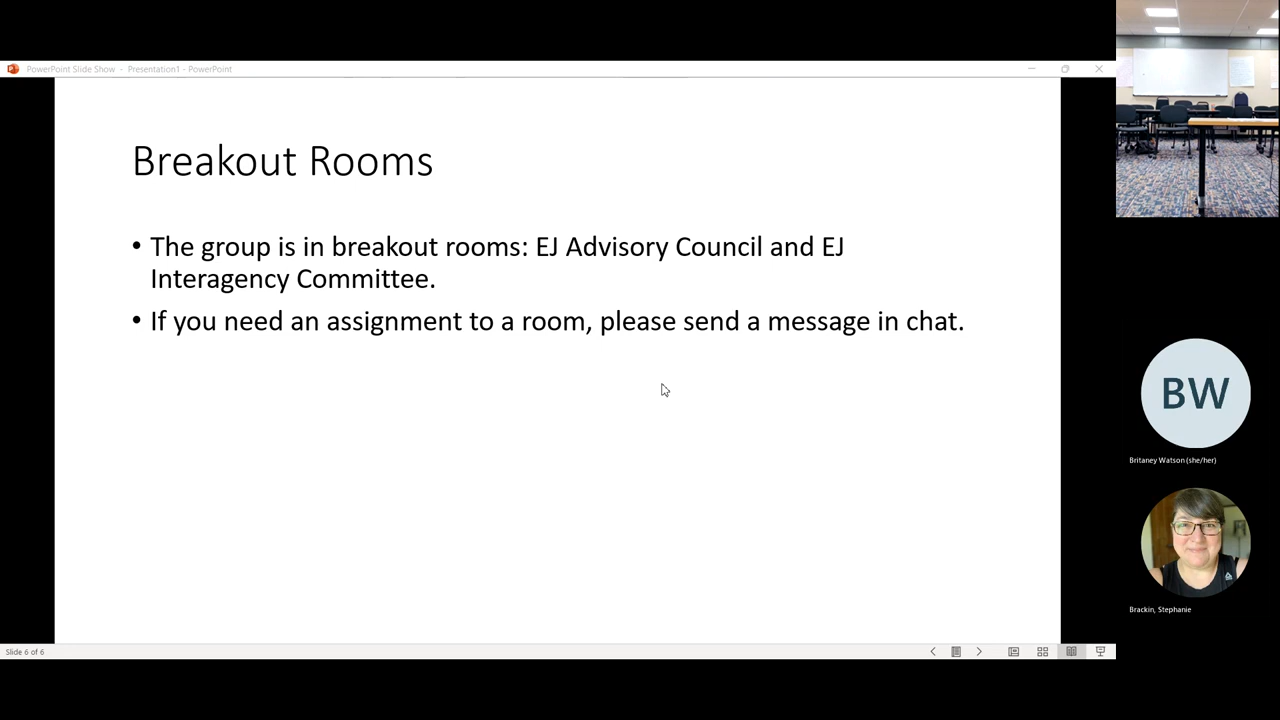 PowerPoint Slide Show - Presentation1 - PowerPoint
Breakout Rooms
• The group is in breakout rooms: EJ Advisory Council and EJ
Interagency Committee.
• If you need an assignment to a room, please send a message in chat.
Slide 6 of 6
BW
Britaney Watson (she/her)
Brackin, Stephanie